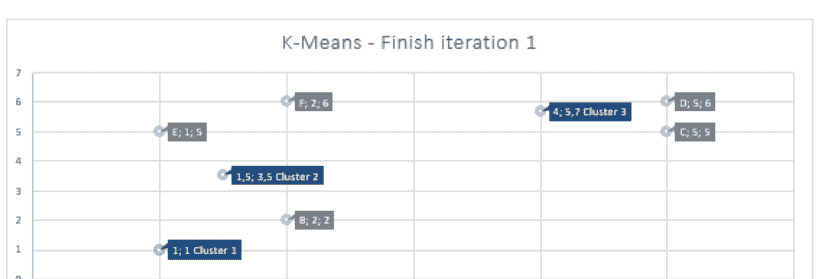 K-Means - Finish iteration 1
7
6
F; 2; 6
D; 5; 6
4; 5,7 Cluster 3
5
E; 1; 5
C; 5; 5
4
1,5; 3,5 Cluster 2
3
2
B; 2; 2
1
1; 1 Cluster 1
0